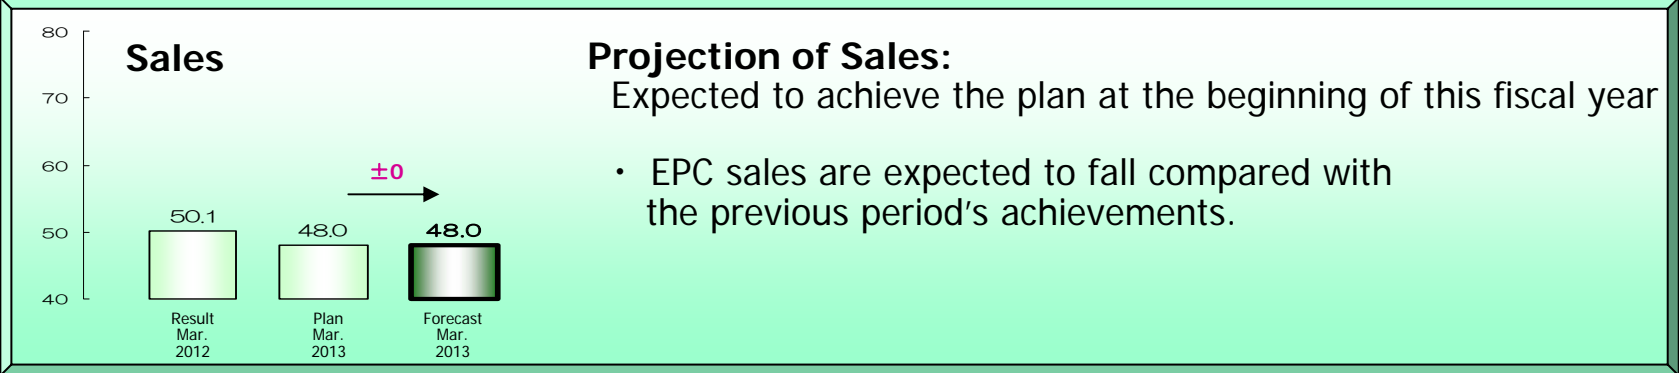 80
Sales
70
60
±0
50.1
48.0
48.0
50
40
Result
Mar.
2012
Plan
Mar.
2013
Forecast
Mar.
2013
Projection of Sales:
Expected to achieve the plan at the beginning of this fiscal year
・ EPC sales are expected to fall compared with
the previous period's achievements.